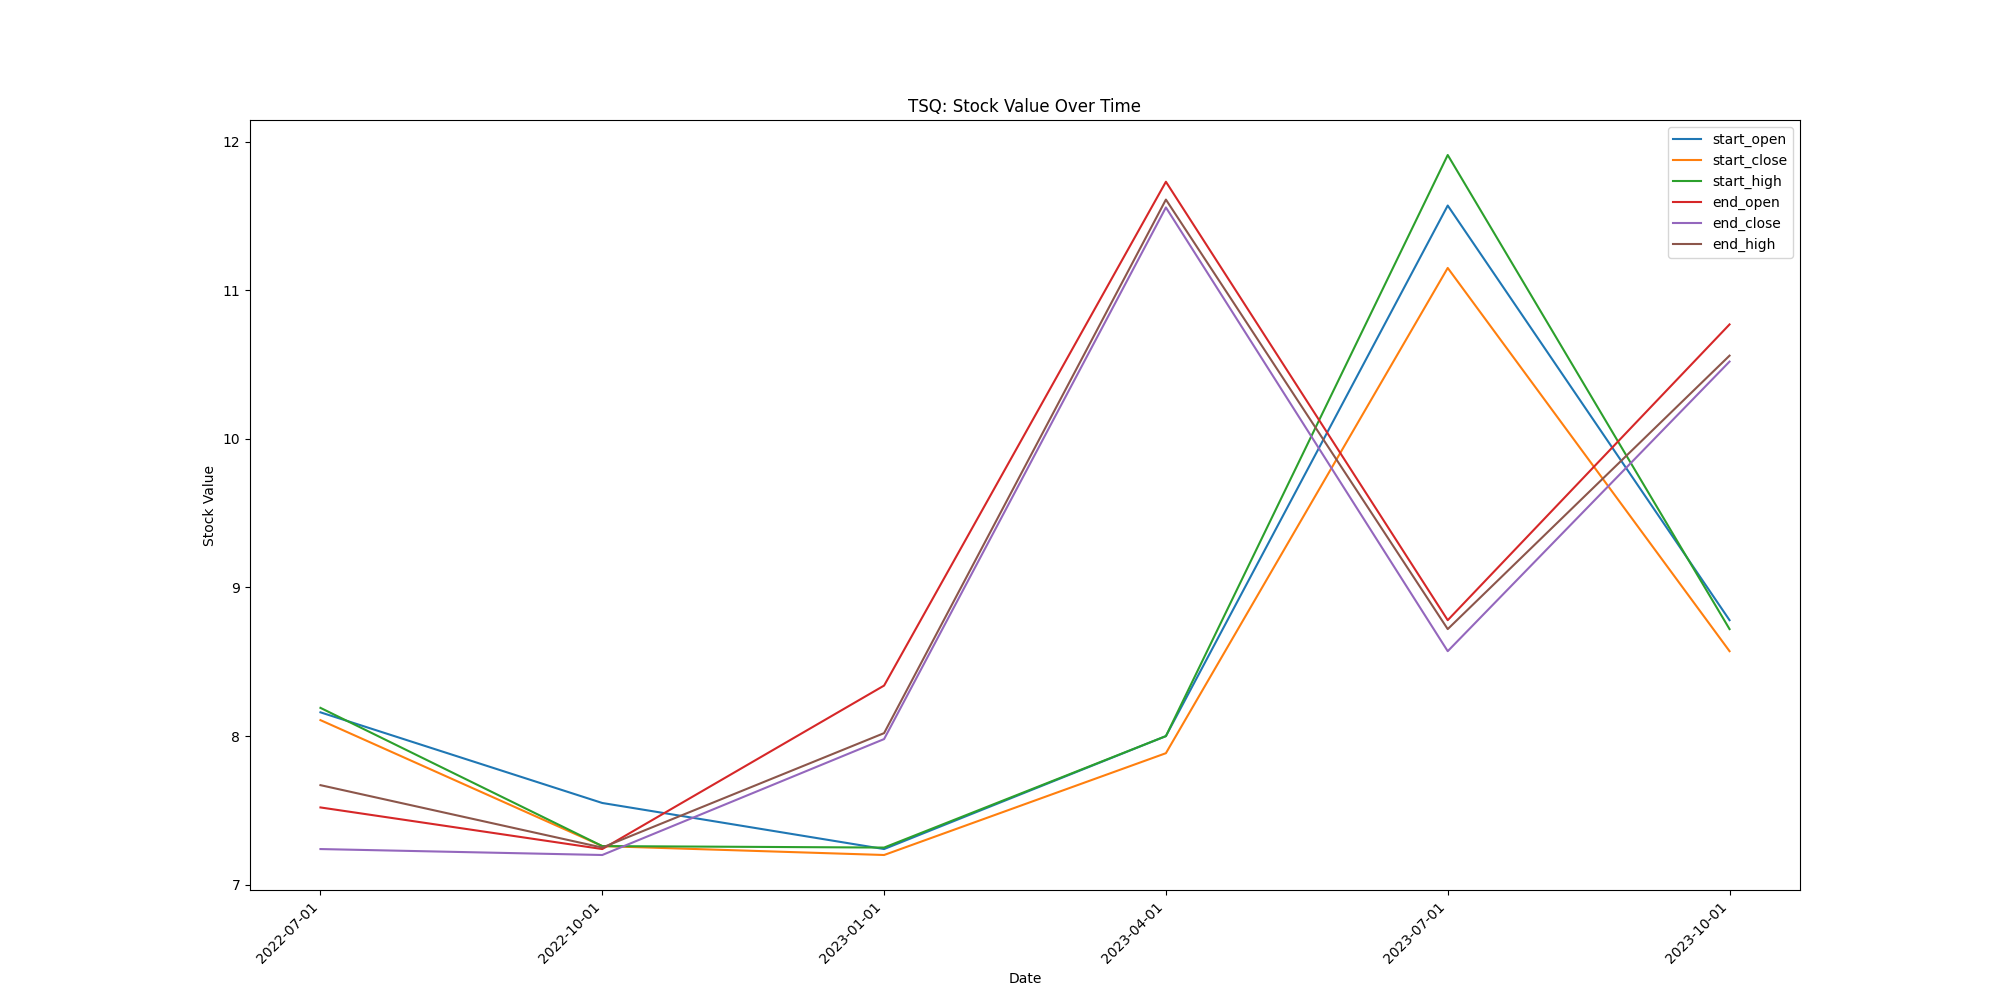 TSQ: Stock Value Over Time
start_open
start_close
start_high
end_open
end_close
end_high
12
11
10
9
8
7
Stock Value
2022-07-01
2022-10-01
2023-01-01
2023-04-01
2023-07-01
2023-10-01
Date